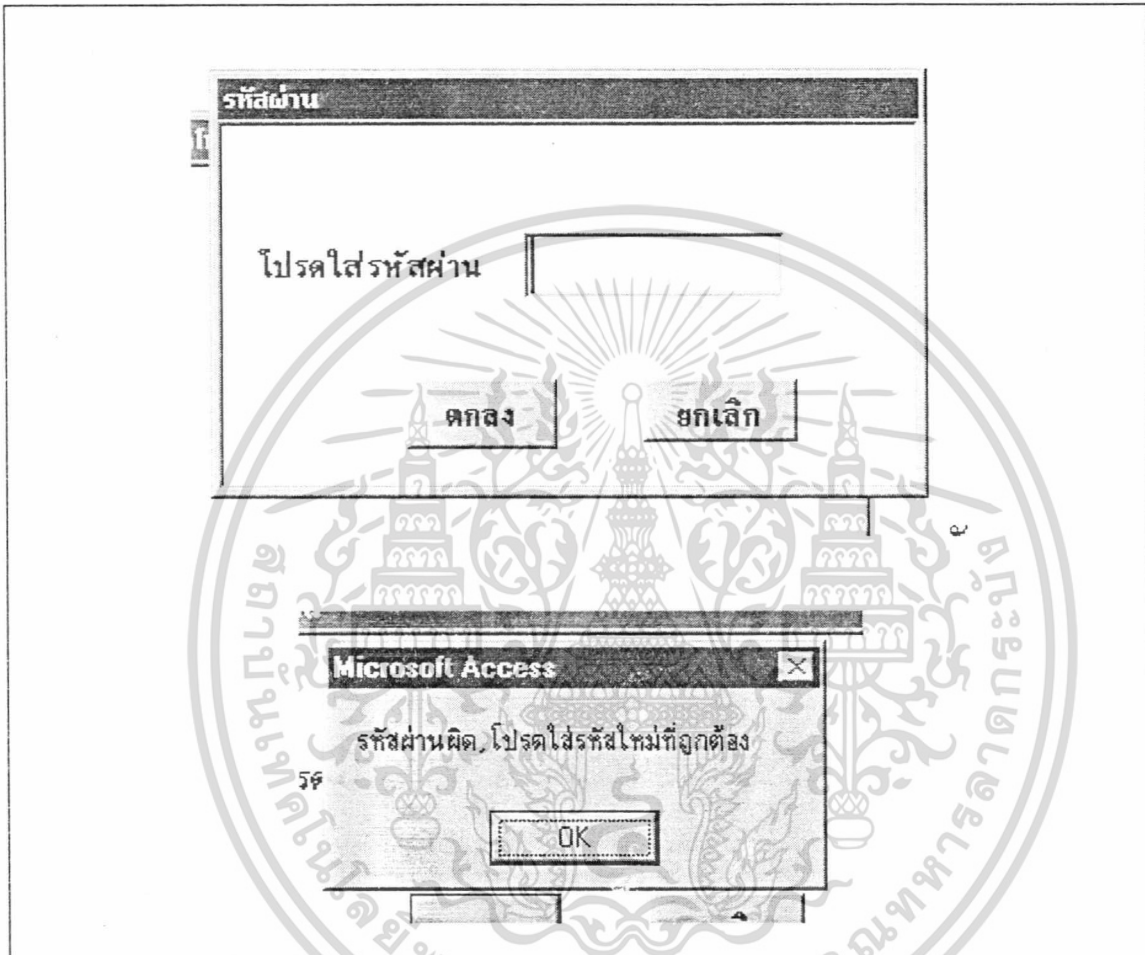 รหัสผ่าน
โปรดใส่รหัสผ่าน
ตกลง ยกเลิก
Microsoft Access
รหัสผ่านผิด,โปรดใส่รหัสใหม่ที่ถูกต้อง
OK